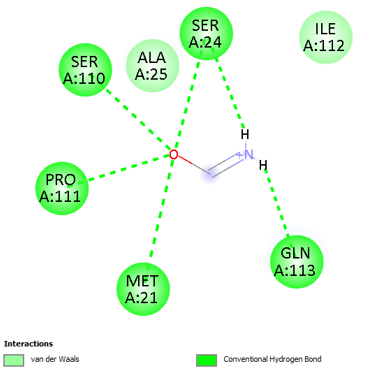 SER
A:24
ILE
A:112
ALA
A:25
SER
A:110
H
O
+N
H
PRO
A:111
GLN
A:113
MET
A:21
Interactions
van der Waals
Conventional Hydrogen Bond